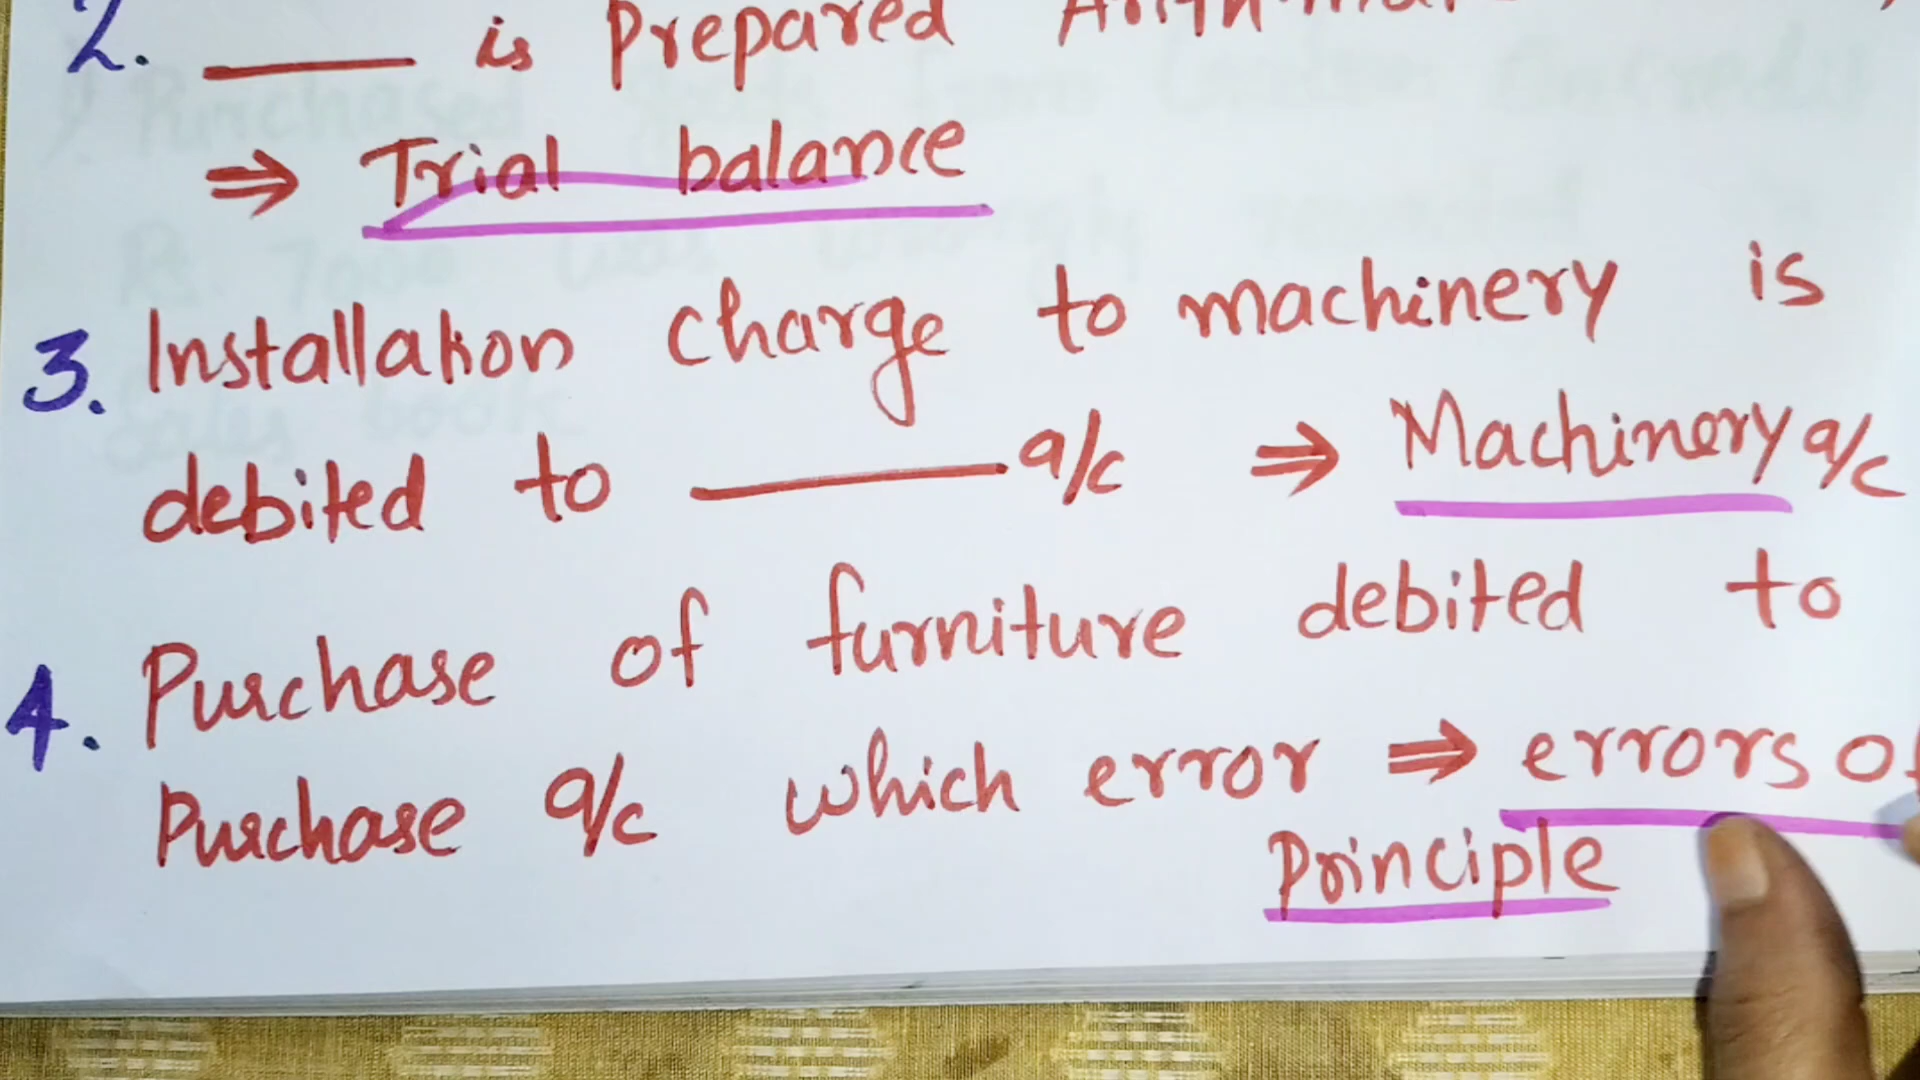 2. ____ is Prepared
⇒ Trial balance
3. Installation charge to machinery is
debited to ____ a/c ⇒ Machinery a/c
4. Purchase of furniture debited to
Purchase a/c which error ⇒ errors of
Principle